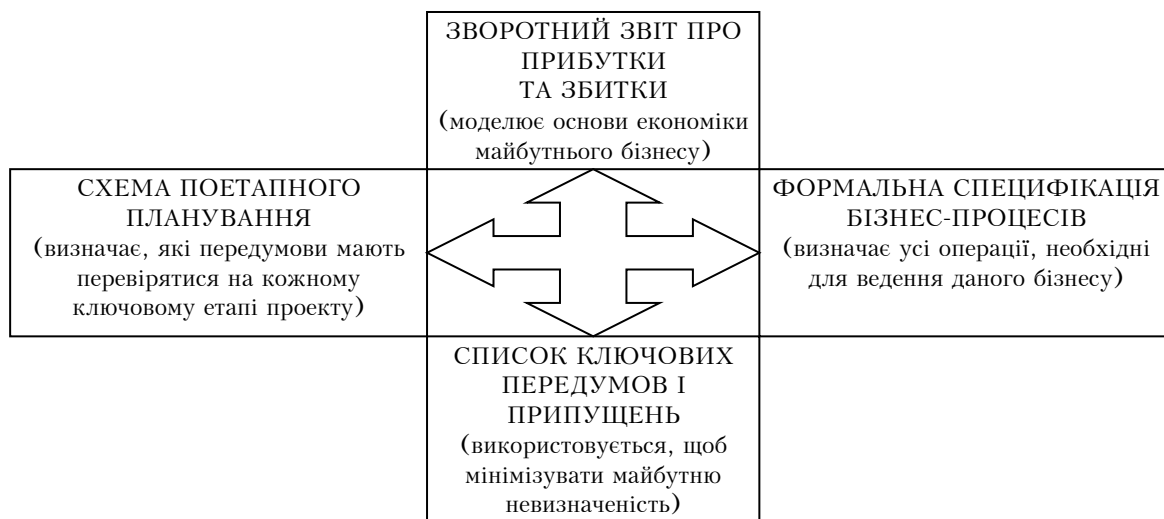 ЗВОРОТНИЙ ЗВІТ ПРО
ПРИБУТКИ
ТА ЗБИТКИ
(моделює основи економіки
майбутнього бізнесу)
СХЕМА ПОЕТАПНОГО
ПЛАНУВАННЯ
(визначає, які передумови мають
перевірятися на кожному
ключовому етапі проекту)
ФОРМАЛЬНА СПЕЦИФІКАЦІЯ
БІЗНЕС-ПРОЦЕСІВ
(визначає усі операції, необхідні
для ведення даного бізнесу)
СПИСОК КЛЮЧОВИХ
ПЕРЕДУМОВ І
ПРИПУЩЕНЬ
(використовується, щоб
мінімізувати майбутню
невизначеність)